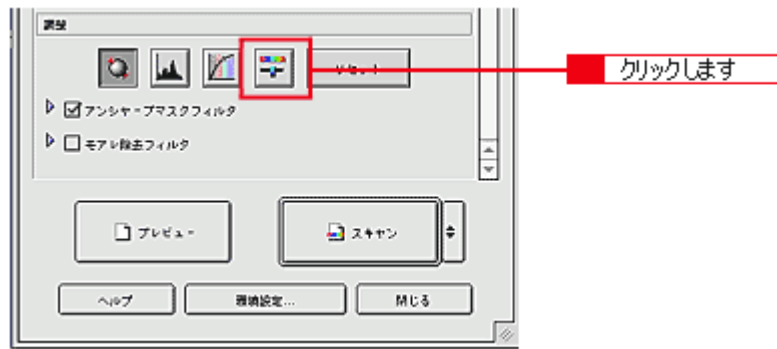 調整
リセット
クリックします
アンシャープマスクフィルタ
モアレ除去フィルタ
プレビュー
スキャン
ヘルプ
環境設定...
閉じる